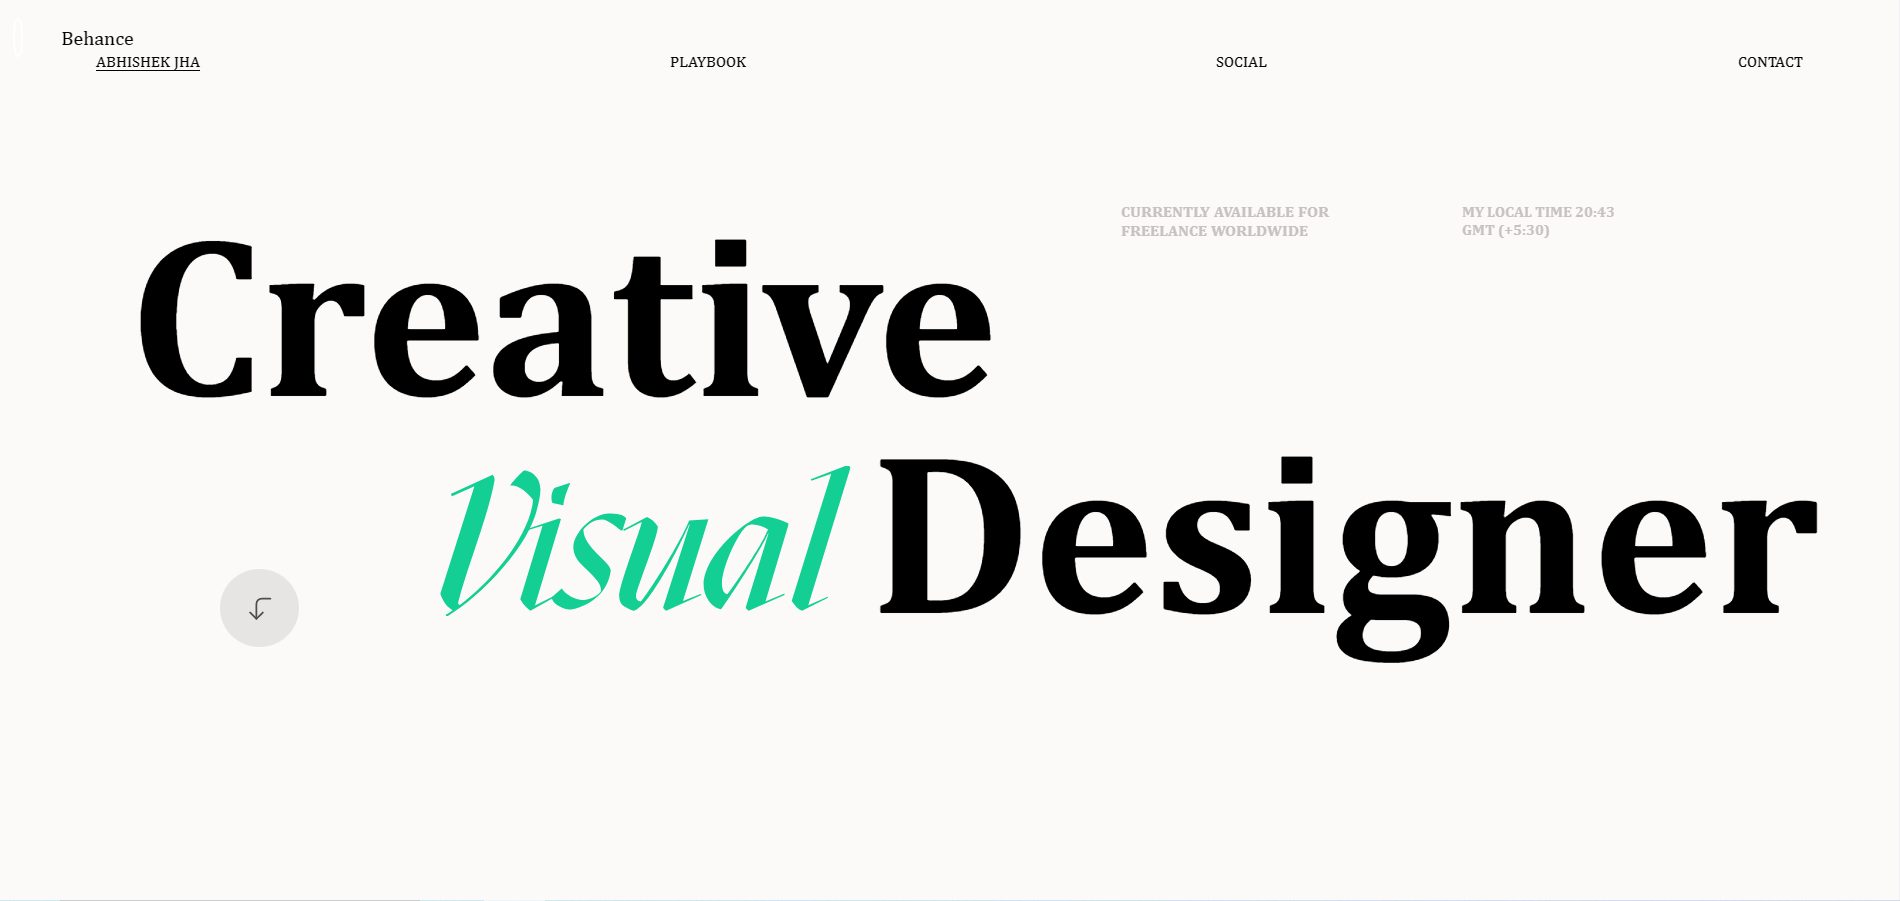 Behance
ABHISHEK JHA
PLAYBOOK
SOCIAL
CONTACT
CURRENTLY AVAILABLE FOR
FREELANCE WORLDWIDE
MY LOCAL TIME 20:43
GMT (+5:30)
Creative
Visual Designer